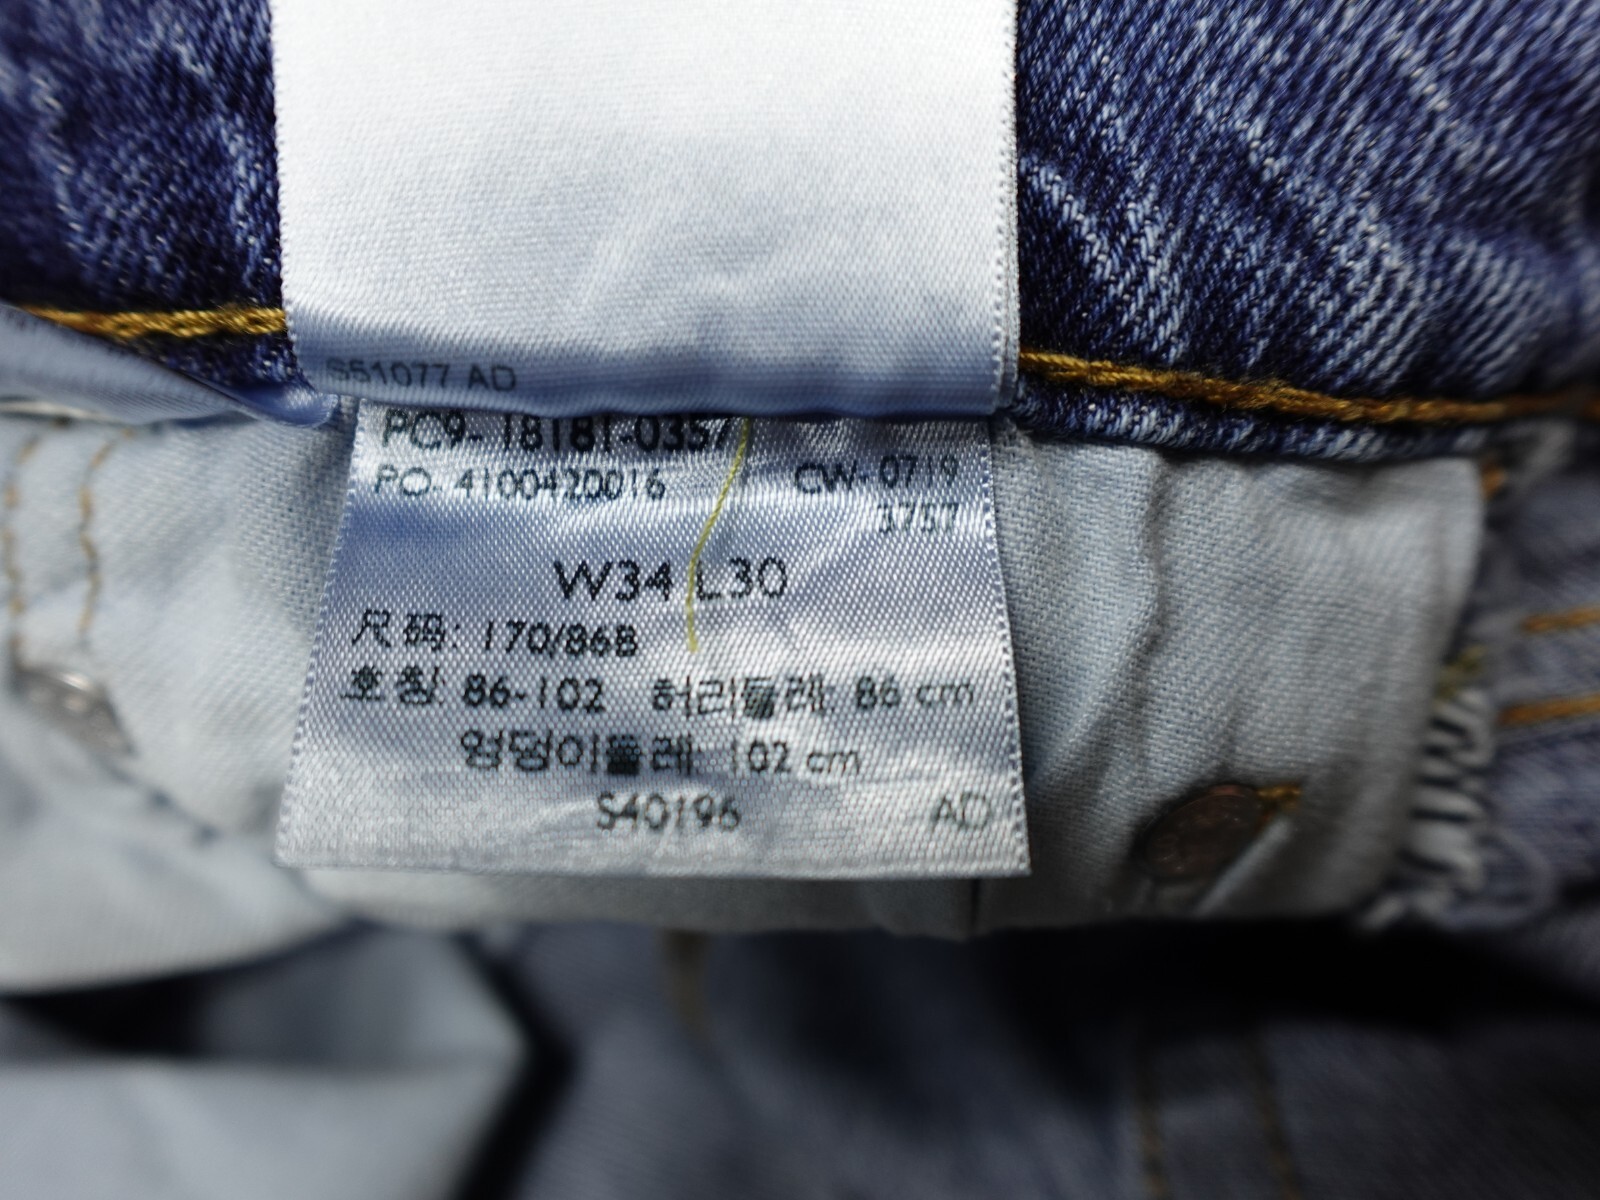 S51077 AD
PC9-18181-0357
PO-4100420016 CW-0719
3757
W34 L30
尺码: 170/86B
호칭: 86-102 허리둘레: 86 cm
엉덩이둘레: 102 cm
S40196 AD